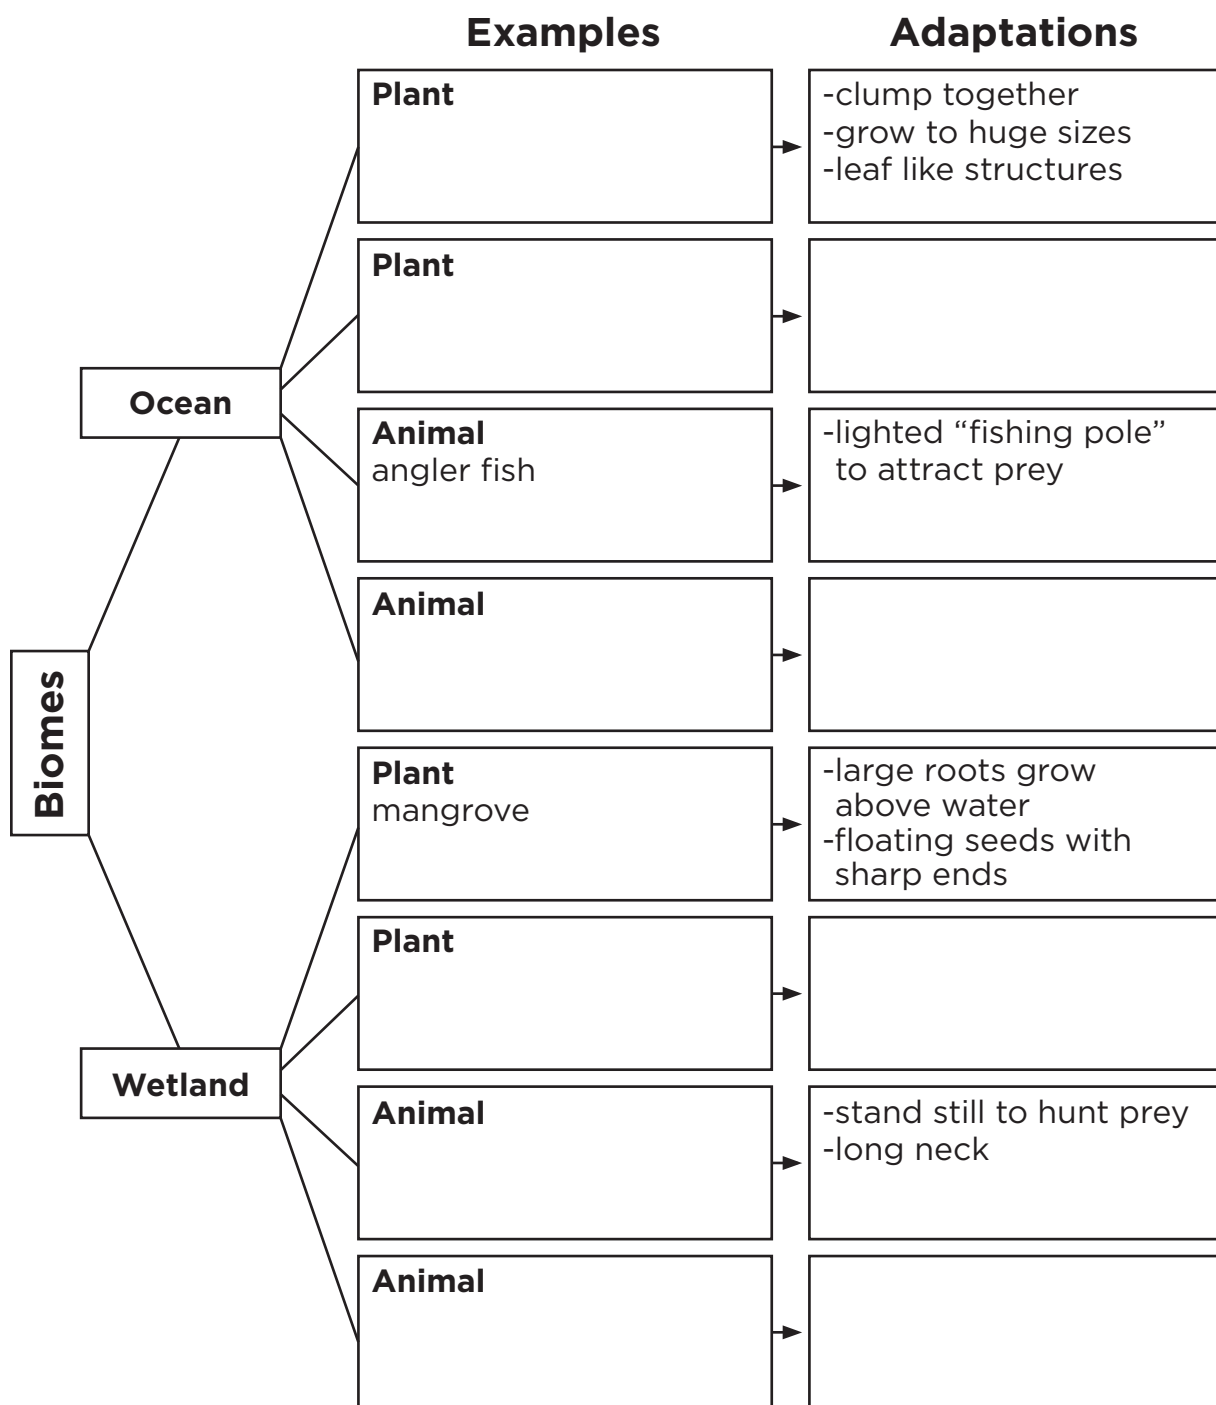 Examples
Adaptations
Biomes
Ocean
Plant
-clump together
-grow to huge sizes
-leaf like structures
Plant
Animal
angler fish
-lighted “fishing pole”
to attract prey
Animal
Wetland
Plant
mangrove
-large roots grow
above water
-floating seeds with
sharp ends
Plant
Animal
-stand still to hunt prey
-long neck
Animal